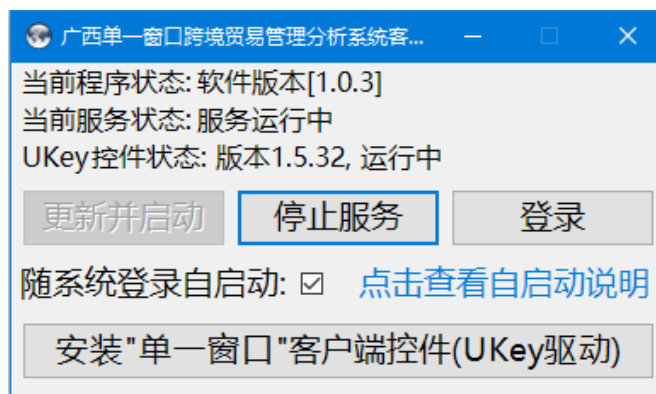 广西单一窗口跨境贸易管理分析系统客...
当前程序状态: 软件版本[1.0.3]
当前服务状态: 服务运行中
UKey控件状态: 版本1.5.32, 运行中
更新并启动 停止服务 登录
随系统登录自启动: 点击查看自启动说明
安装"单一窗口"客户端控件(UKey驱动)